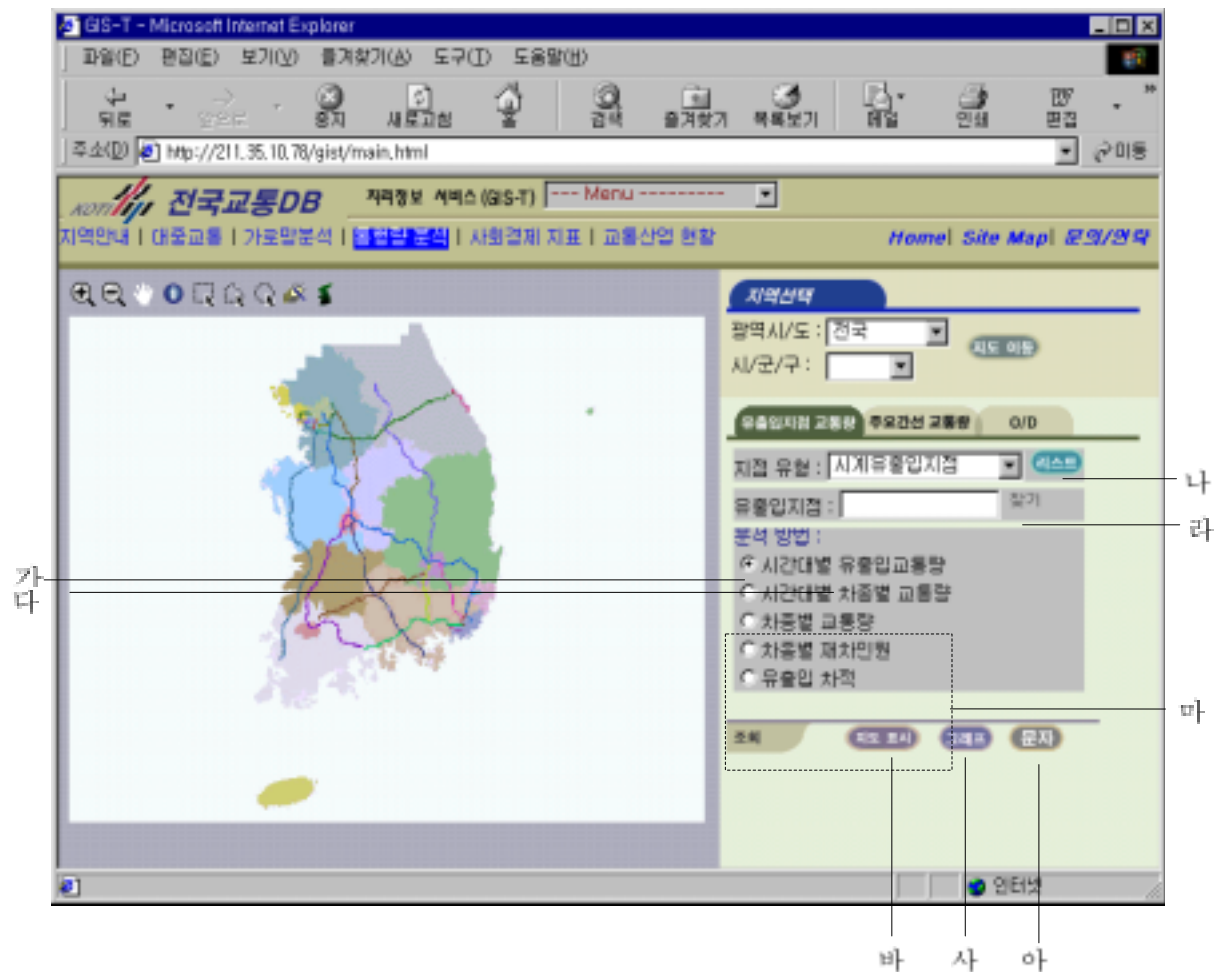 GIS-T - Microsoft Internet Explorer
파일(F) 편집(E) 보기(V) 즐겨찾기(A) 도구(T) 도움말(H)
뒤로 앞으로 중지 새로고침 홈 검색 즐겨찾기 목록보기 메일 인쇄 편집
주소(D) http://211.35.10.78/gist/main.html 이동
KOTI 전국교통DB 지리정보 서비스 (GIS-T) --- Menu ---------
지역안내 | 대중교통 | 가로망분석 | 통행량 분석 | 사회경제 지표 | 교통산업 현황 Home| Site Map| 문의/연락
지역선택
광역시/도 : 전국
지도 이동
시/군/구 :
유출입지점 교통량 주요간선 교통량 O/D
지점 유형 : 시계유출입지점 리스트
나
유출입지점 : 찾기
라
분석 방법 :
가
시간대별 유출입교통량
다
시간대별 차종별 교통량
차종별 교통량
차종별 재차인원
유출입 차적
마
조회 지도 표시 그래프 문자
인터넷
바 사 아